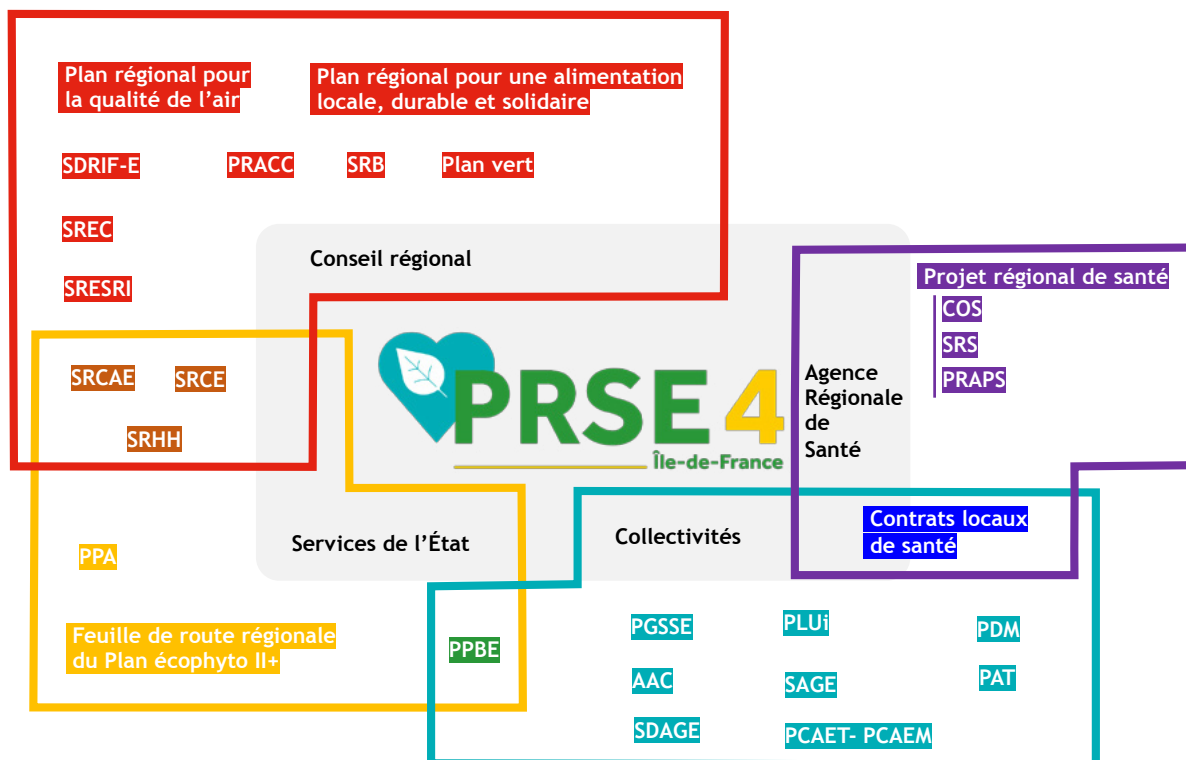 Plan régional pour
la qualité de l’air
Plan régional pour une alimentation
locale, durable et solidaire
SDRIF-E
PRACC
SRB
Plan vert
SREC
SRESRI
Conseil régional
Projet régional de santé
COS
SRS
PRAPS
SRCAE
SRCE
SRHH
PRSE 4
Île-de-France
Agence
Régionale
de
Santé
Services de l’État
Collectivités
Contrats locaux
de santé
PPA
Feuille de route régionale
du Plan écophyto II+
PPBE
PGSSE
PLUi
PDM
AAC
SAGE
PAT
SDAGE
PCAET- PCAEM